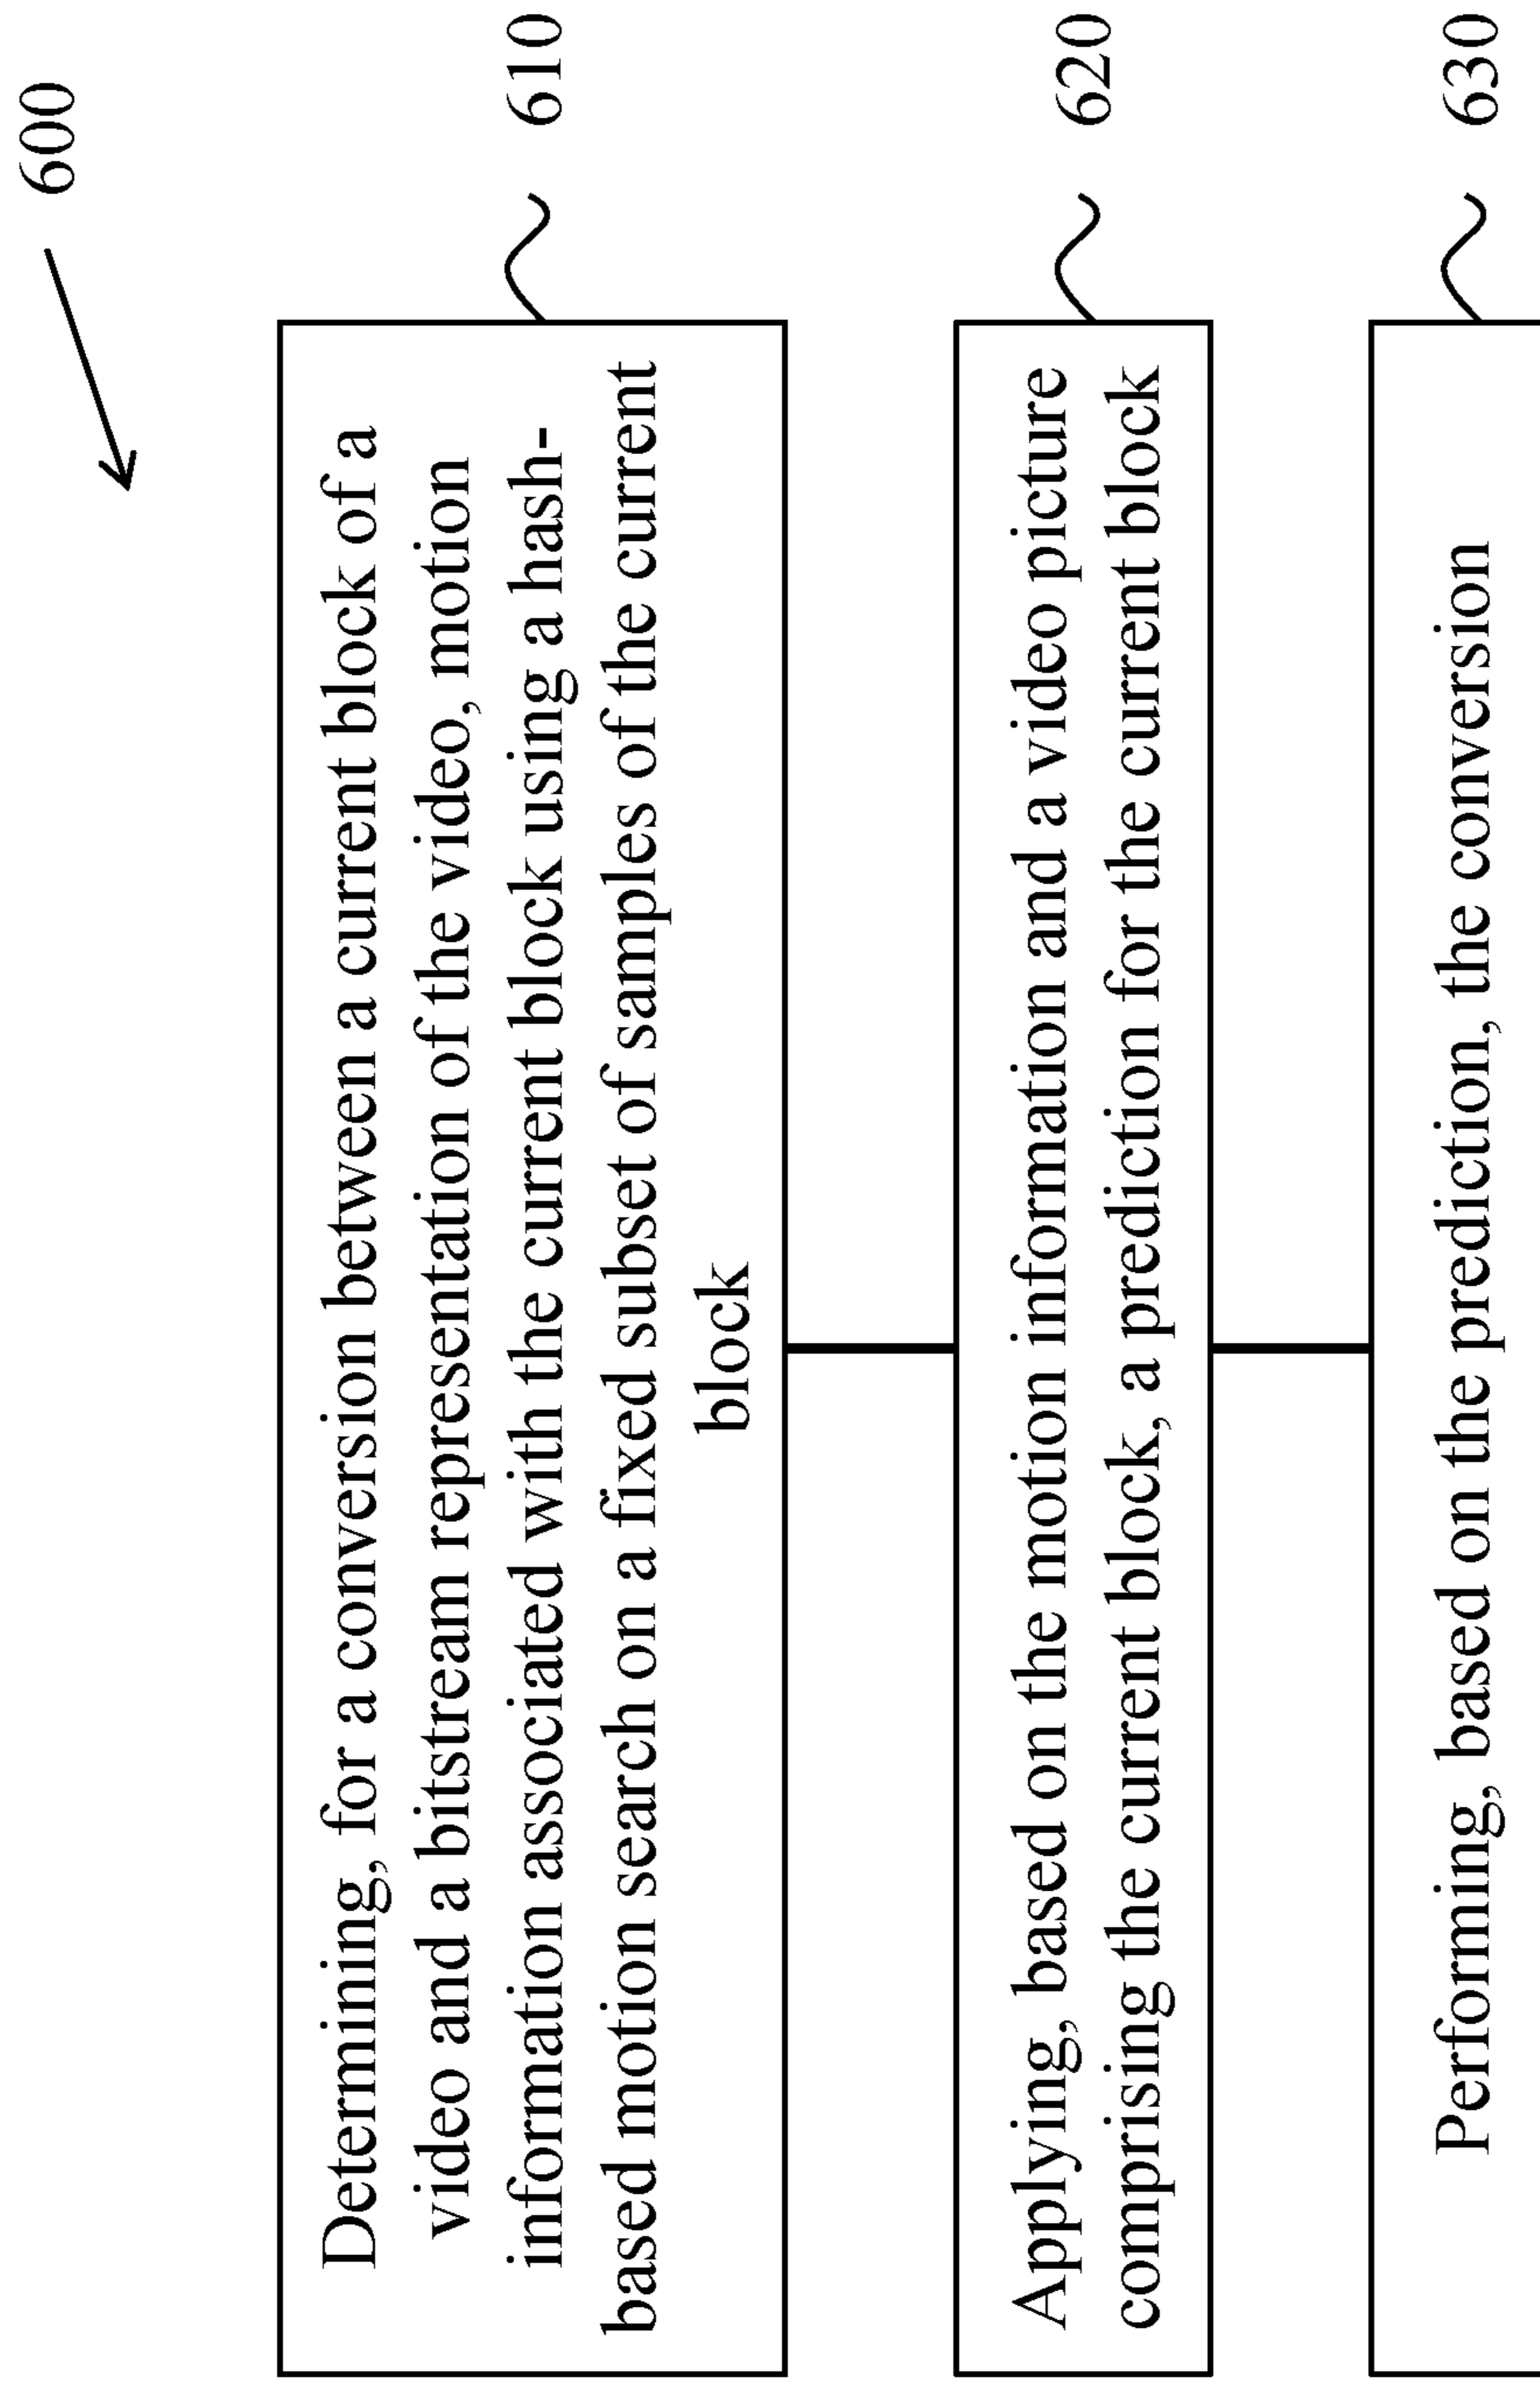 600
Determining, for a conversion between a current block of a
video and a bitstream representation of the video, motion
information associated with the current block using a hash-
based motion search on a fixed subset of samples of the current
block
610
Applying, based on the motion information and a video picture
comprising the current block, a prediction for the current block
620
Performing, based on the prediction, the conversion
630